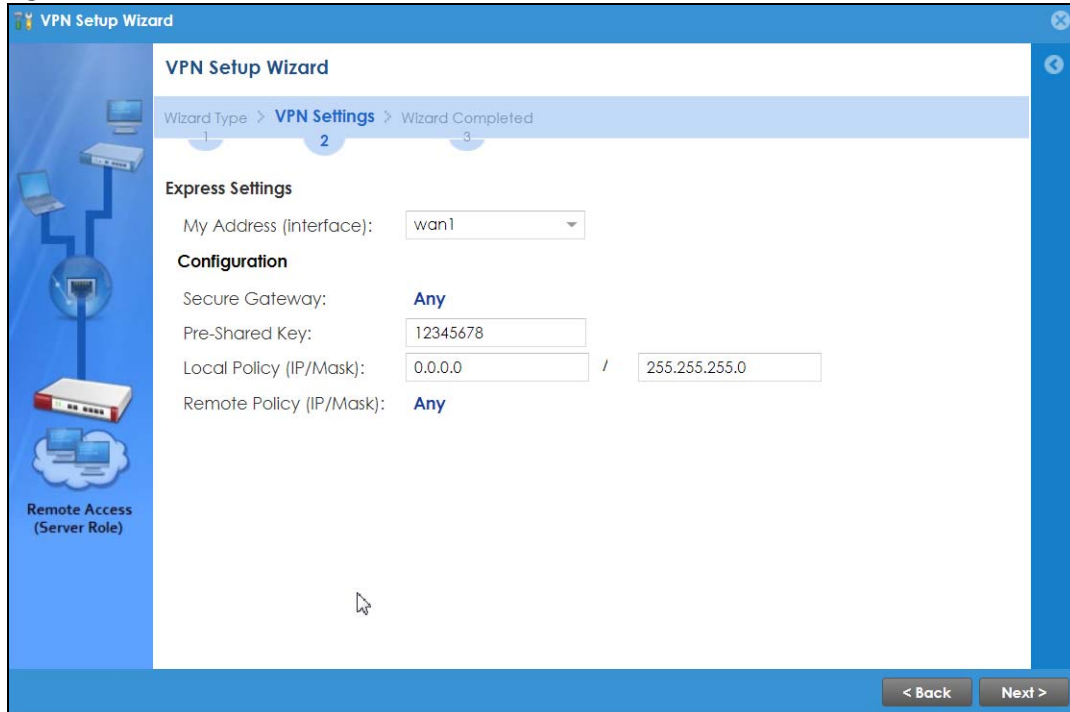 VPN Setup Wizard
VPN Setup Wizard
Wizard Type > VPN Settings > Wizard Completed
1 2 3
Express Settings
My Address (interface): wan1
Configuration
Secure Gateway: Any
Pre-Shared Key: 12345678
Local Policy (IP/Mask): 0.0.0.0 / 255.255.255.0
Remote Policy (IP/Mask): Any
Remote Access
(Server Role)
< Back Next >